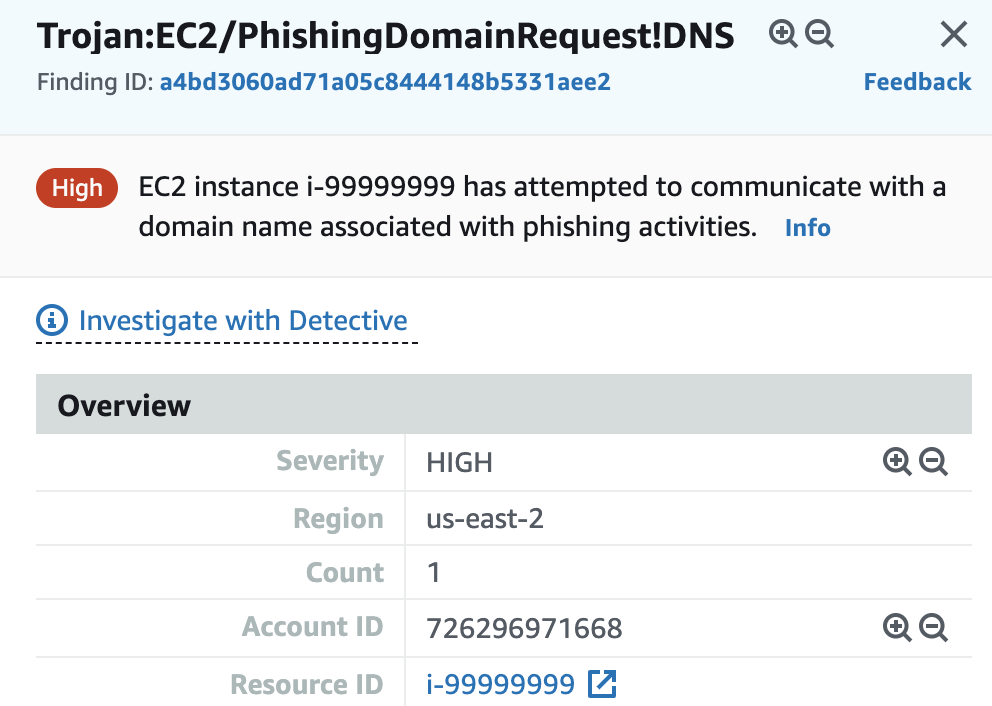 Trojan:EC2/PhishingDomainRequest!DNS
Finding ID: a4bd3060ad71a05c8444148b5331aee2 Feedback
High EC2 instance i-99999999 has attempted to communicate with a
domain name associated with phishing activities. Info
Investigate with Detective
Overview
Severity HIGH
Region us-east-2
Count 1
Account ID 726296971668
Resource ID i-99999999